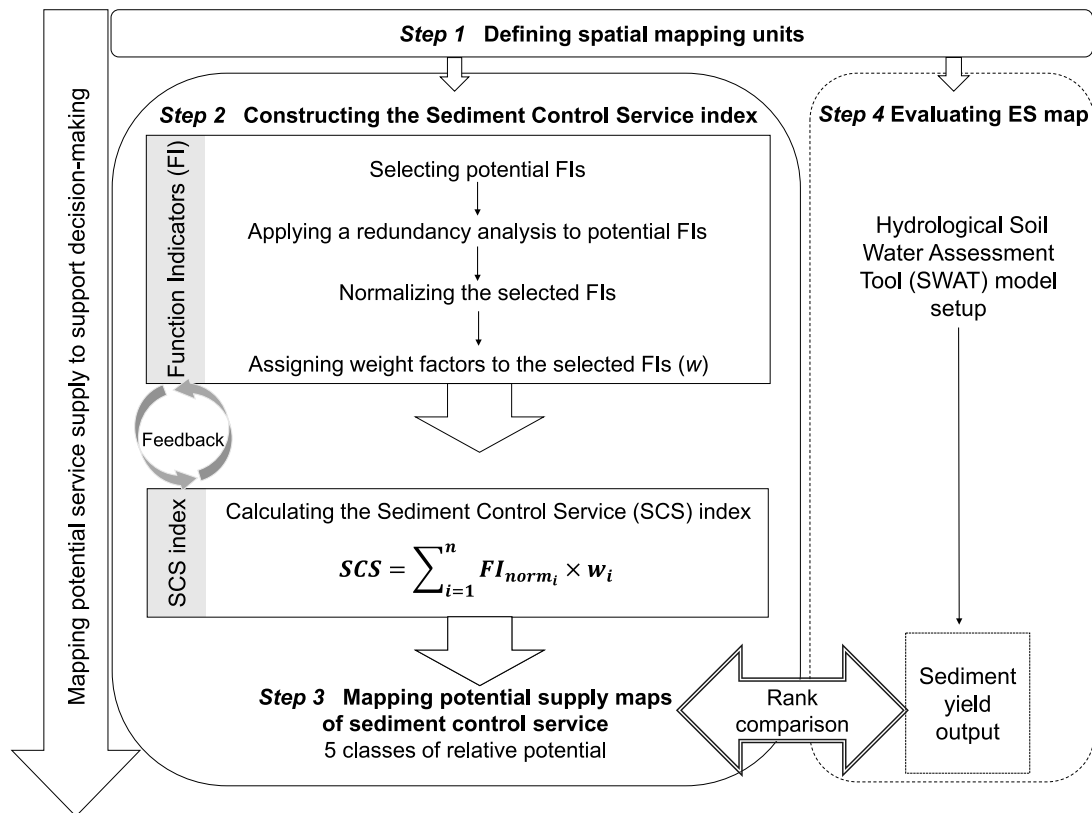 Mapping potential service supply to support decision-making
Step 1 Defining spatial mapping units
Step 2 Constructing the Sediment Control Service index
Function Indicators (FI)
Selecting potential FIs
Applying a redundancy analysis to potential FIs
Normalizing the selected FIs
Assigning weight factors to the selected FIs (w)
Feedback
SCS index
Calculating the Sediment Control Service (SCS) index
SCS = ∑ⁿᵢ₌₁ FI_{norm_i} × w_i
Step 3 Mapping potential supply maps
of sediment control service
5 classes of relative potential
Rank
comparison
Step 4 Evaluating ES map
Hydrological Soil
Water Assessment
Tool (SWAT) model
setup
Sediment
yield
output